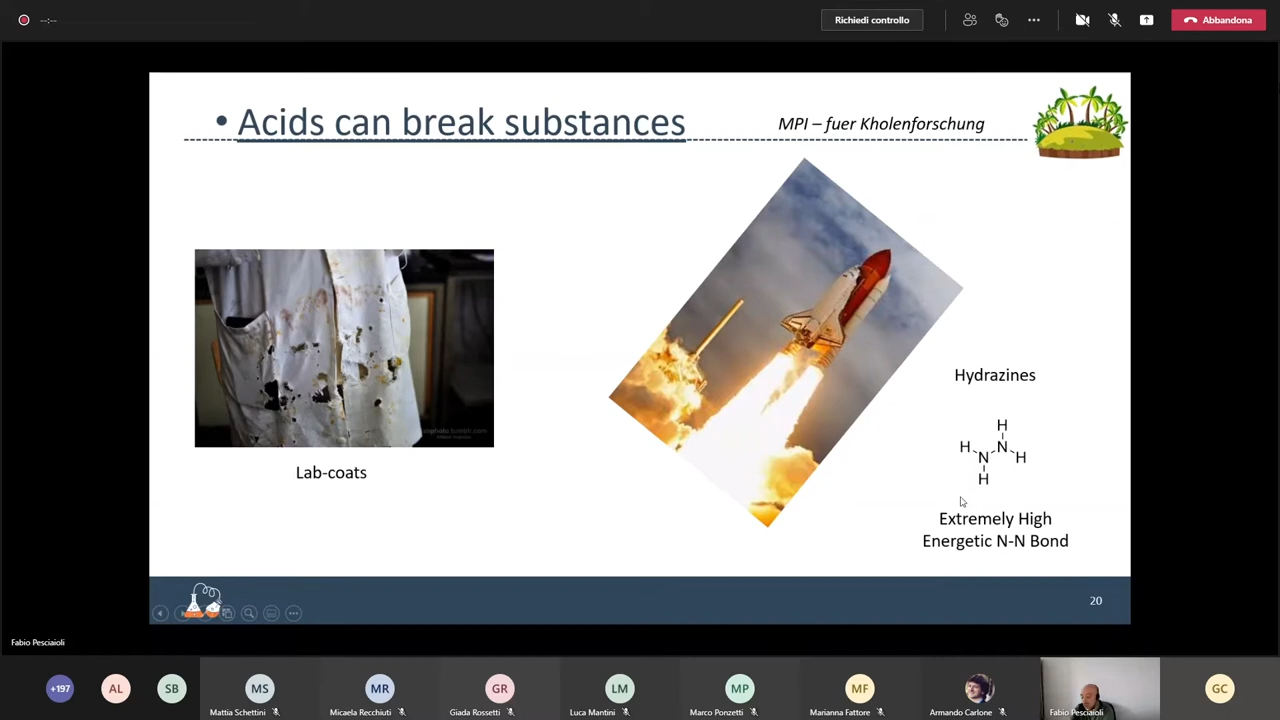 --:--
Richiedi controllo
Abbandona
• Acids can break substances
MPI – fuer Kholenforschung
Lab-coats
Hydrazines
H
H
N
N
H
H
Extremely High
Energetic N-N Bond
20
Fabio Pesciaioli
+197
AL
SB
MS
MR
GR
LM
MP
MF
GC
Mattia Schettini
Micaela Recchiuti
Giada Rossetti
Luca Mantini
Marco Ponzetti
Marianna Fattore
Armando Carlone
Fabio Pesciaioli